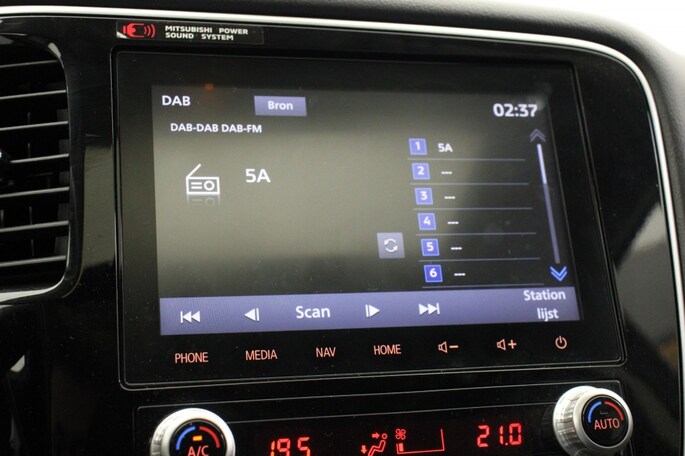 MITSUBISHI POWER
SOUND SYSTEM
DAB Bron 02:37
DAB-DAB DAB-FM
5A
1 5A
2 ---
3 ---
4 ---
5 ---
6 ---
Scan
Station
lijst
PHONE MEDIA NAV HOME - +
A/C 19.5 21.0 AUTO